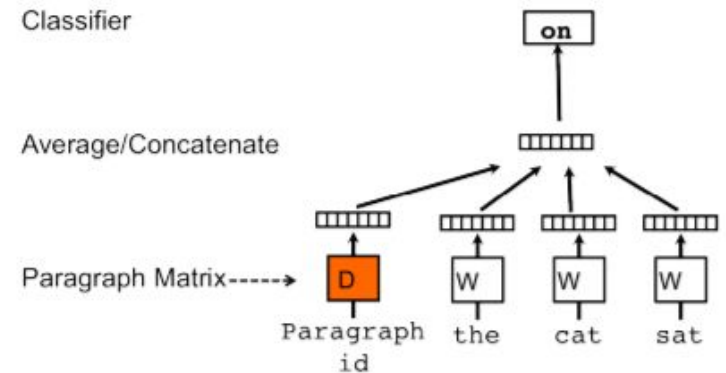 Classifier
on
Average/Concatenate
Paragraph Matrix
D
W
W
W
Paragraph the cat sat
id